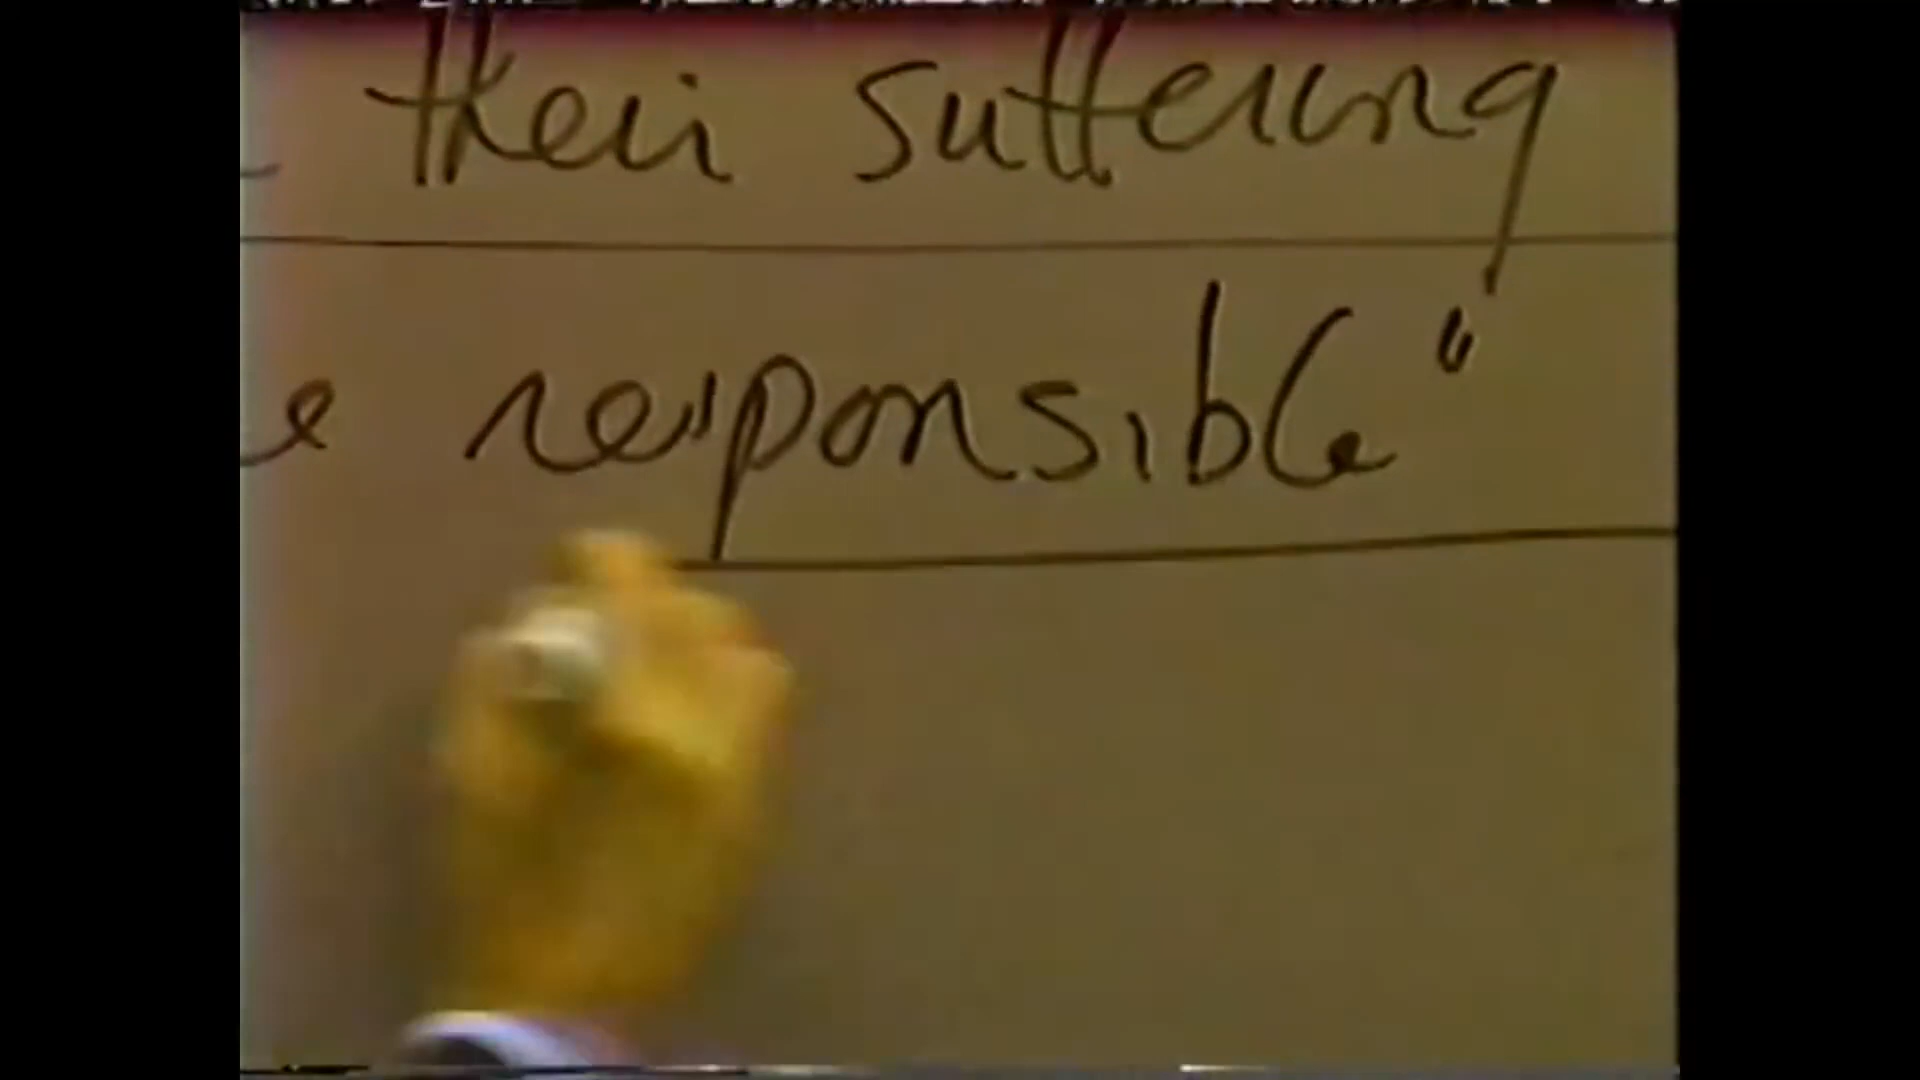 their suffering
e responsible"